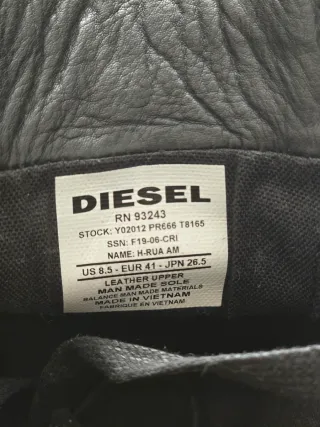 DIESEL
RN 93243
STOCK: Y02012 PR666 T8165
SSN: F19-06-CRI
NAME: H-RUA AM
US 8.5 - EUR 41 - JPN 26.5
LEATHER UPPER
MAN MADE SOLE
BALANCE MAN MADE MATERIALS
MADE IN VIETNAM
FABRIQUE EN VIETNAM